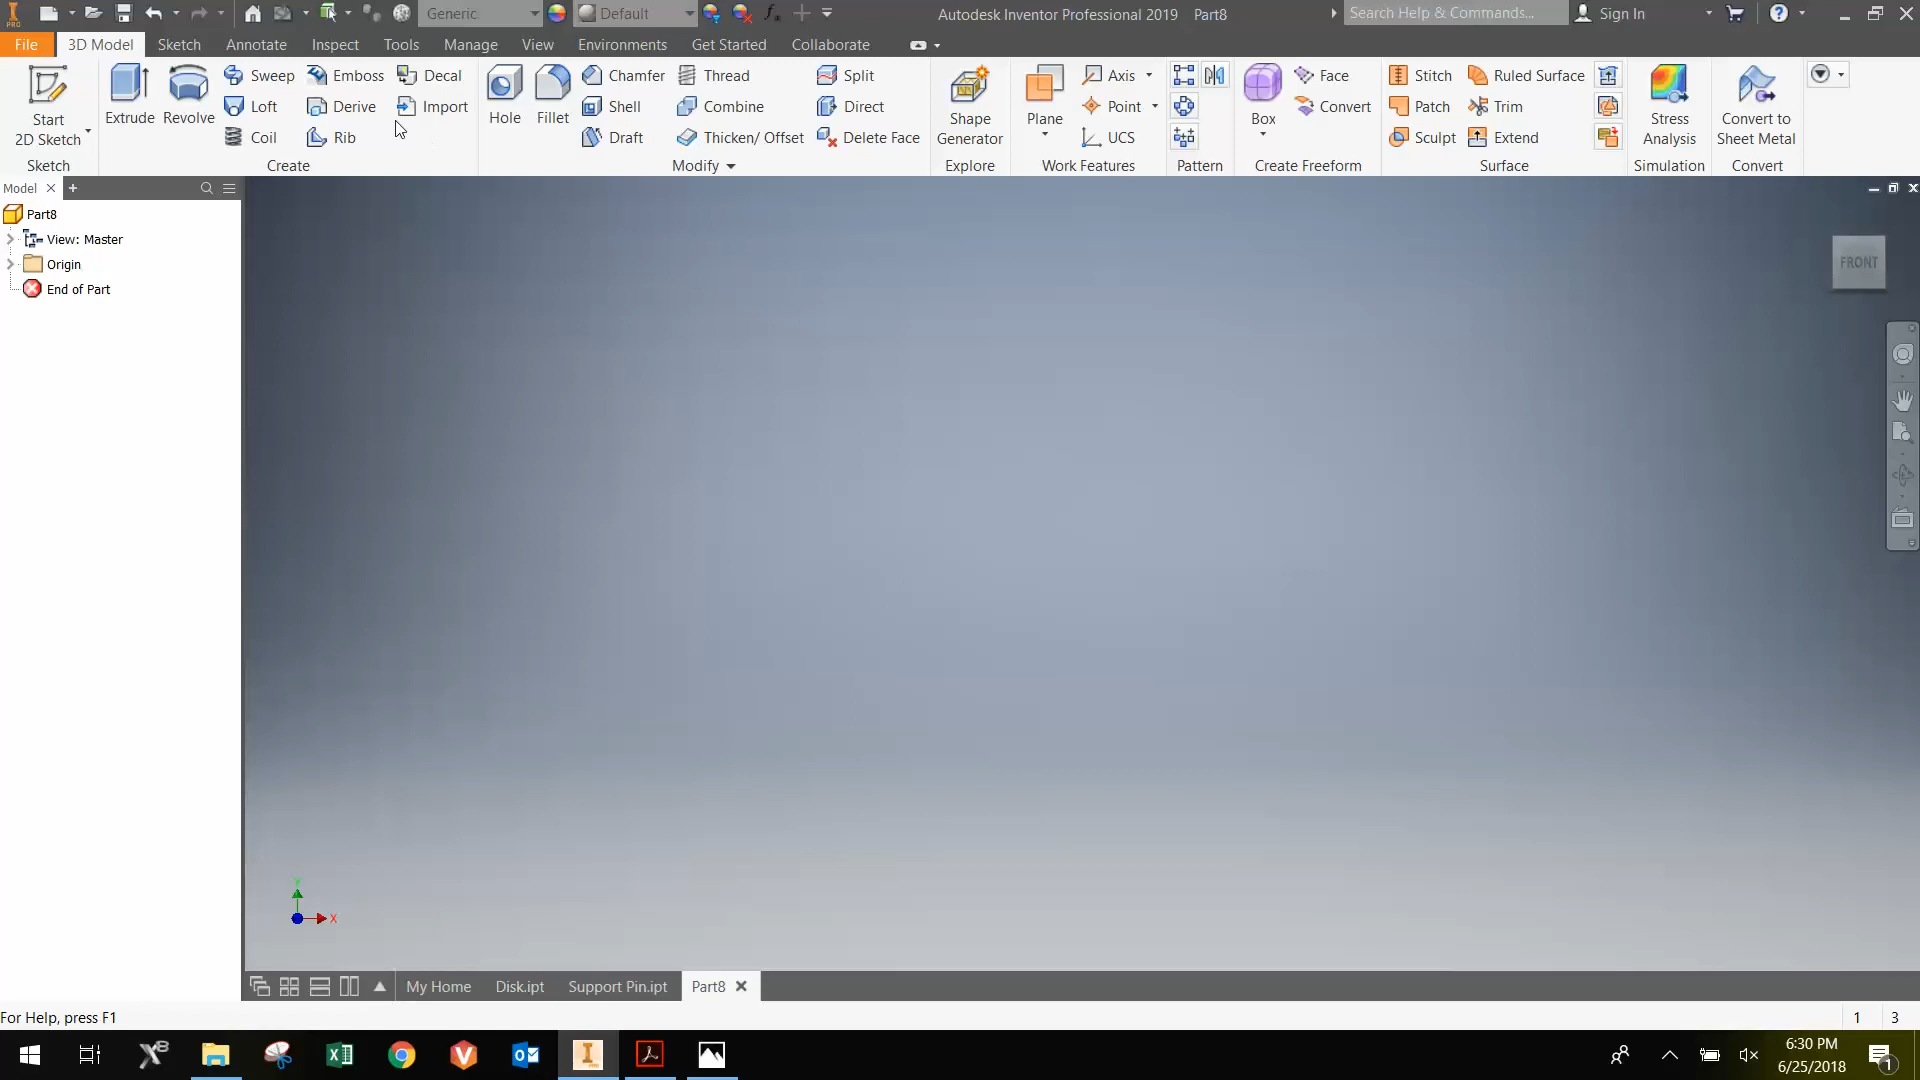 Generic Default Autodesk Inventor Professional 2019 Part8 Search Help & Commands... Sign In
File 3D Model Sketch Annotate Inspect Tools Manage View Environments Get Started Collaborate
Sweep Emboss Decal Chamfer Thread Split Axis Face Stitch Ruled Surface
Loft Derive Import Shell Combine Direct Point Convert Patch Trim
Start Extrude Revolve Hole Fillet Shape Plane Box Stress Convert to
2D Sketch Coil Rib Draft Thicken/ Offset Delete Face Generator UCS Sculpt Extend Analysis Sheet Metal
Sketch Create Modify Explore Work Features Pattern Create Freeform Surface Simulation Convert
Model
Part8
View: Master
Origin
End of Part
FRONT
Y
X
My Home Disk.ipt Support Pin.ipt Part8
For Help, press F1 1 3
6:30 PM
6/25/2018 1